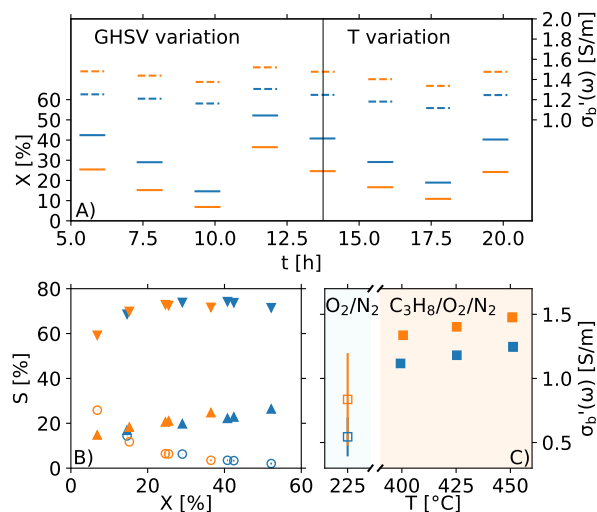 GHSV variation
T variation
X [%]
60
50
40
30
20
10
0
2.0
1.8
1.6
1.4
1.2
1.0
σb'(ω) [S/m]
A)
5.0 7.5 10.0 12.5 15.0 17.5 20.0
t [h]
S [%]
80
60
40
20
0
B)
0 20 40 60
X [%]
O2/N2
C3H8/O2/N2
1.5
1.0
0.5
σb'(ω) [S/m]
C)
225 400 425 450
T [°C]